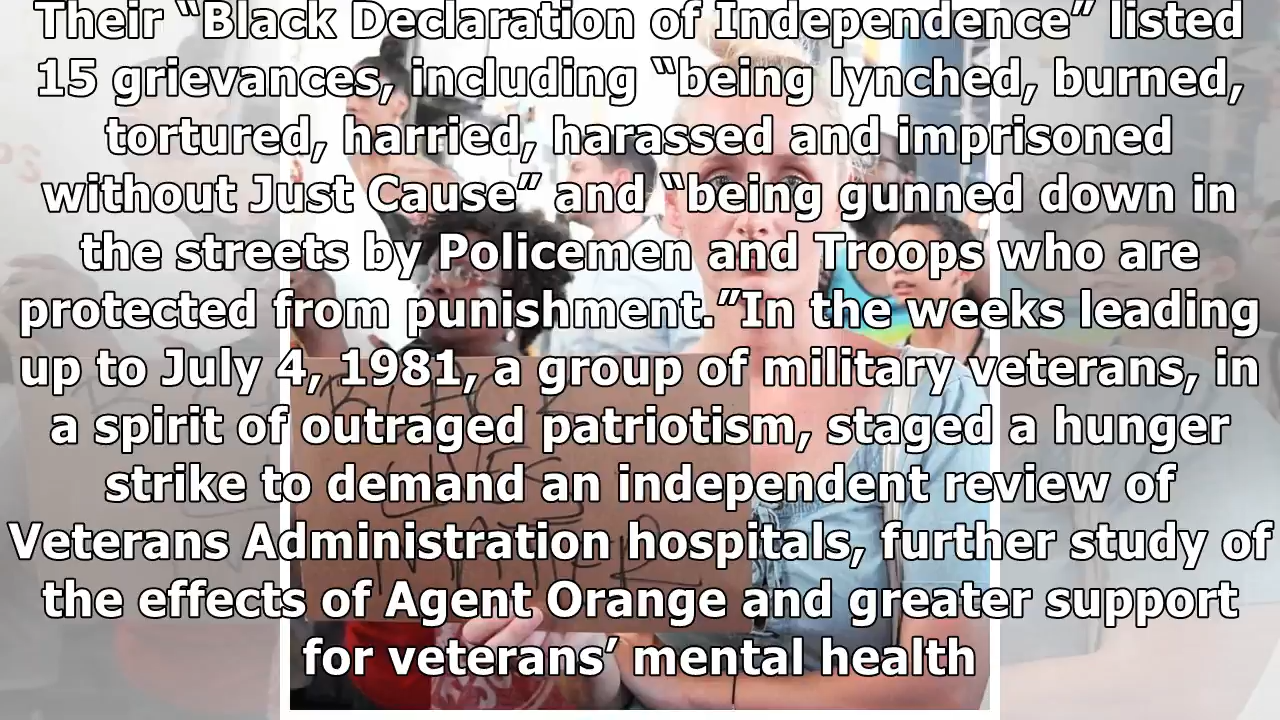 Their “Black Declaration of Independence” listed
15 grievances, including “being lynched, burned,
tortured, harried, harassed and imprisoned
without Just Cause” and “being gunned down in
the streets by Policemen and Troops who are
protected from punishment.”In the weeks leading
up to July 4, 1981, a group of military veterans, in
a spirit of outraged patriotism, staged a hunger
strike to demand an independent review of
Veterans Administration hospitals, further study of
the effects of Agent Orange and greater support
for veterans’ mental health
BLACK
LIVES
MATTER